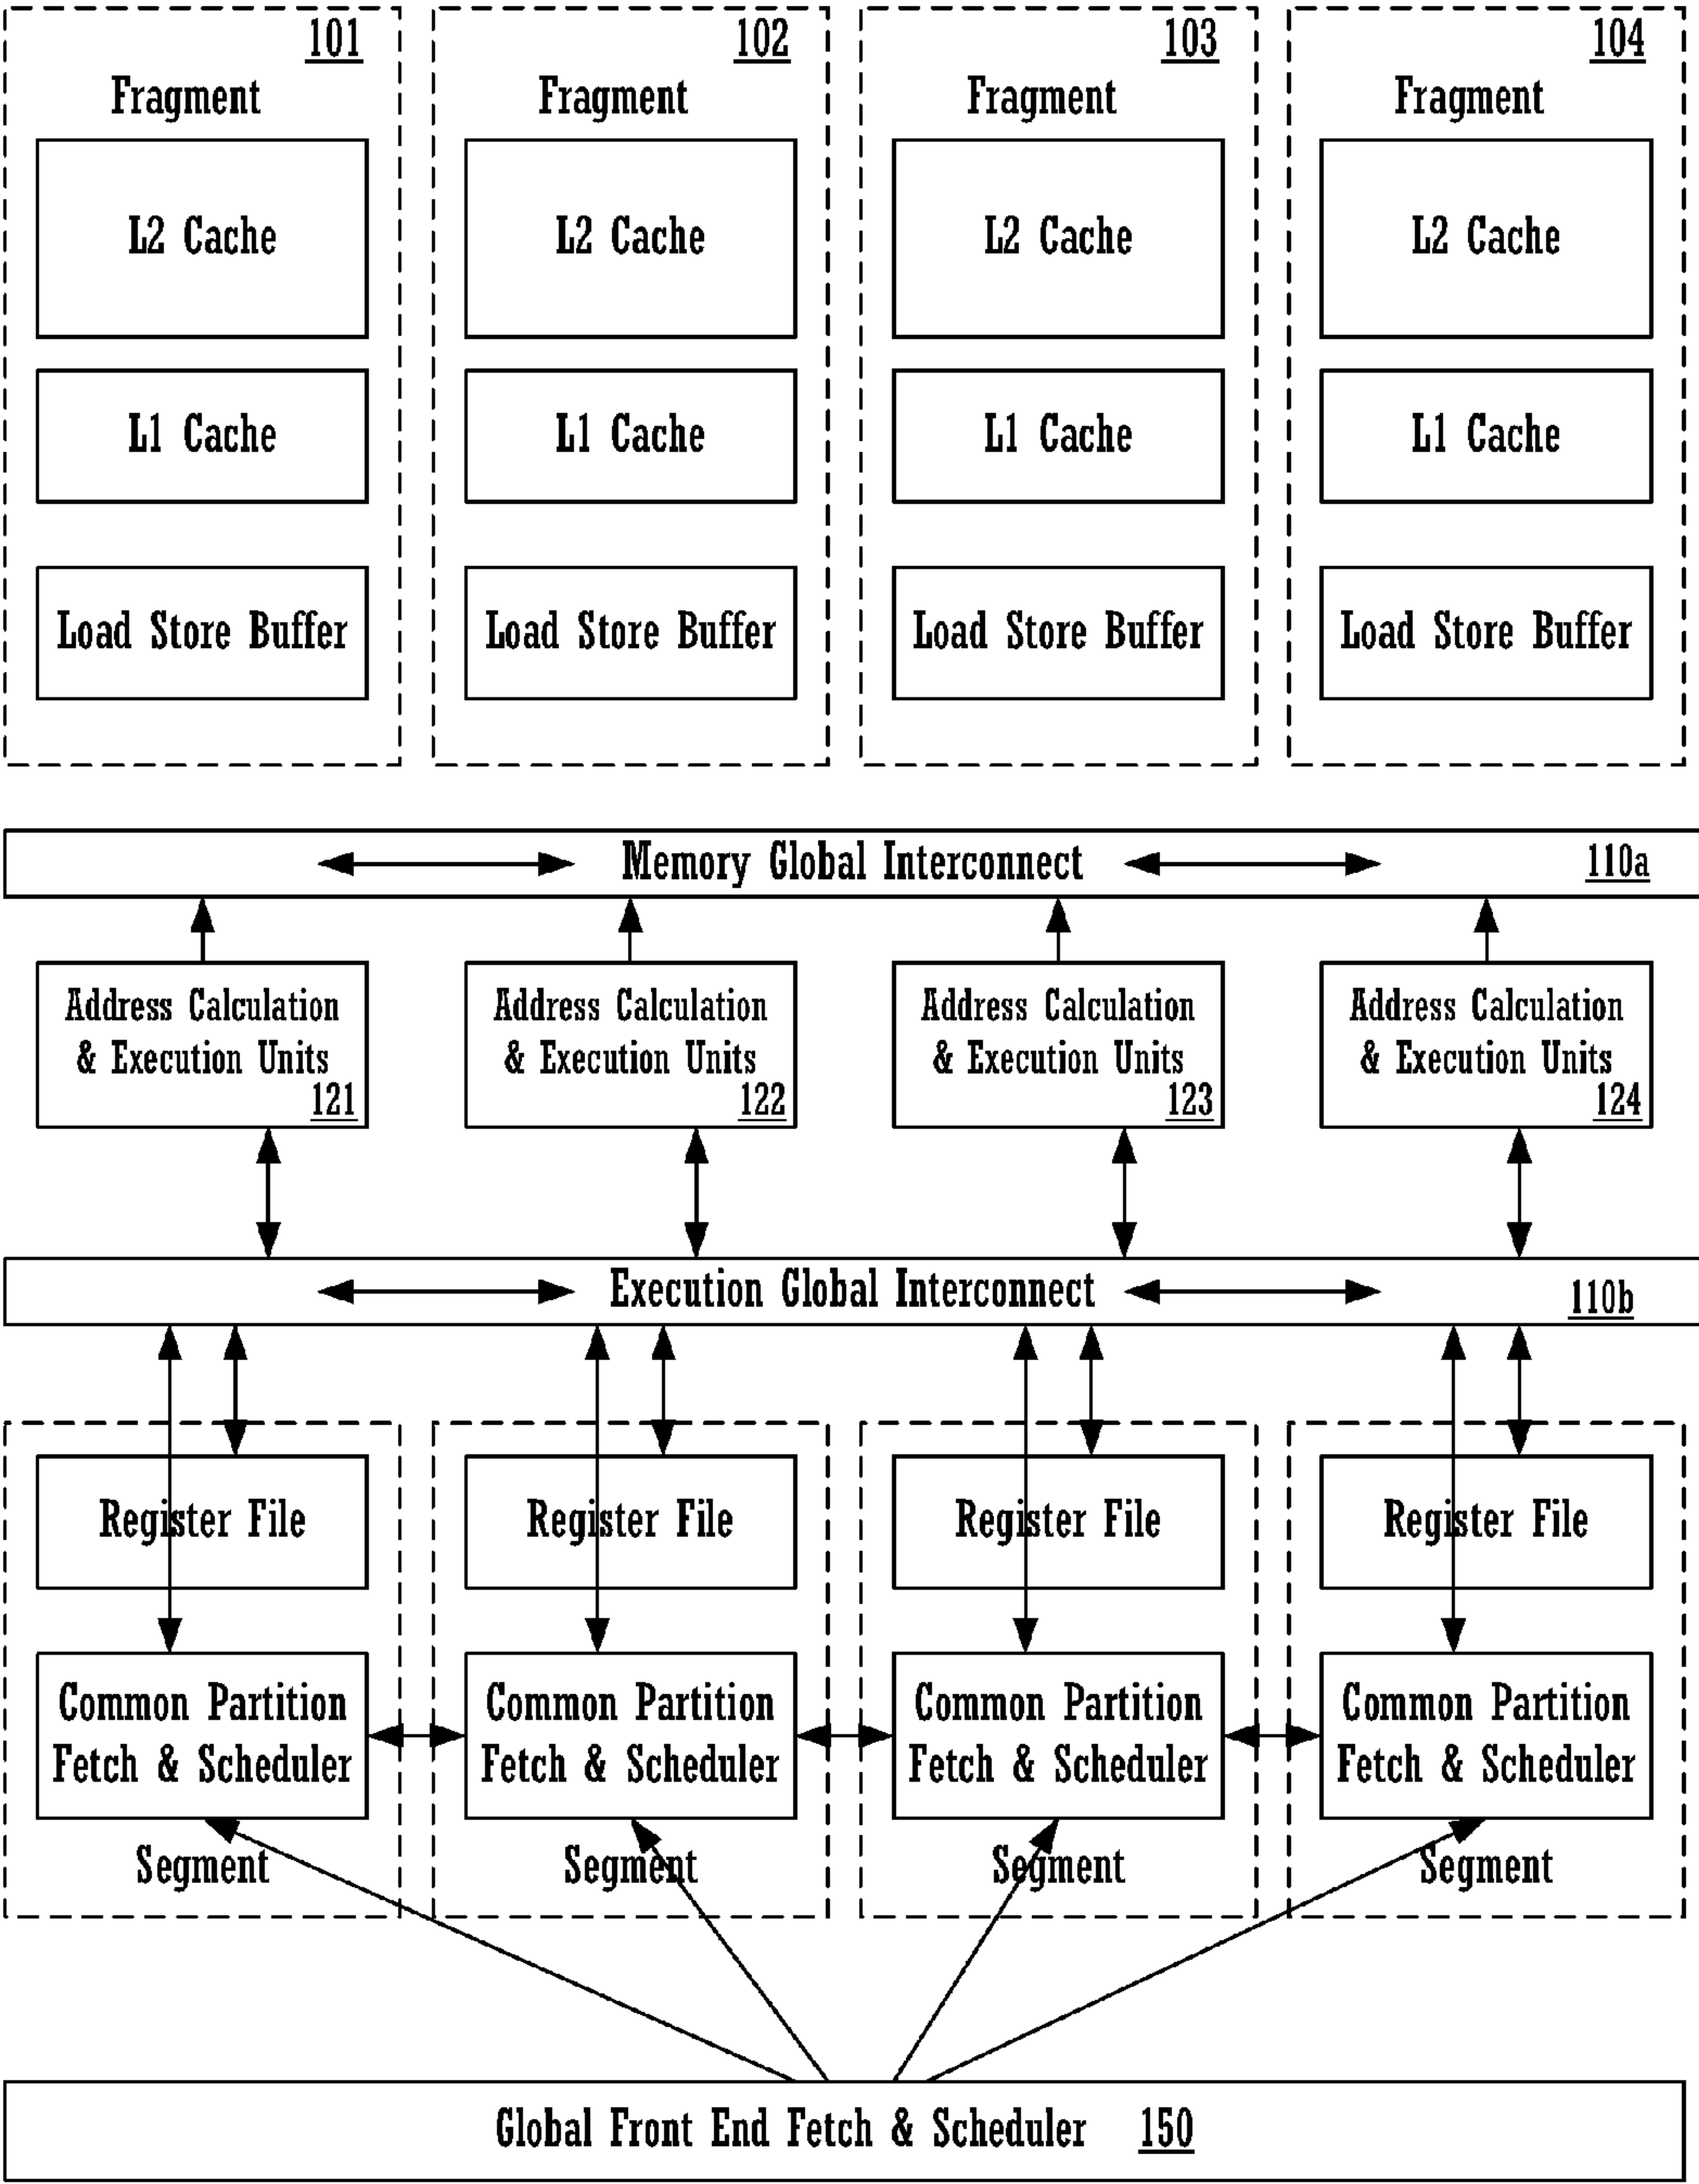 101 102 103 104
Fragment Fragment Fragment Fragment
L2 Cache L2 Cache L2 Cache L2 Cache
L1 Cache L1 Cache L1 Cache L1 Cache
Load Store Buffer Load Store Buffer Load Store Buffer Load Store Buffer
Memory Global Interconnect 110a
Address Calculation
& Execution Units
121
Address Calculation
& Execution Units
122
Address Calculation
& Execution Units
123
Address Calculation
& Execution Units
124
Execution Global Interconnect 110b
Register File Register File Register File Register File
Common Partition
Fetch & Scheduler
Common Partition
Fetch & Scheduler
Common Partition
Fetch & Scheduler
Common Partition
Fetch & Scheduler
Segment Segment Segment Segment
Global Front End Fetch & Scheduler 150